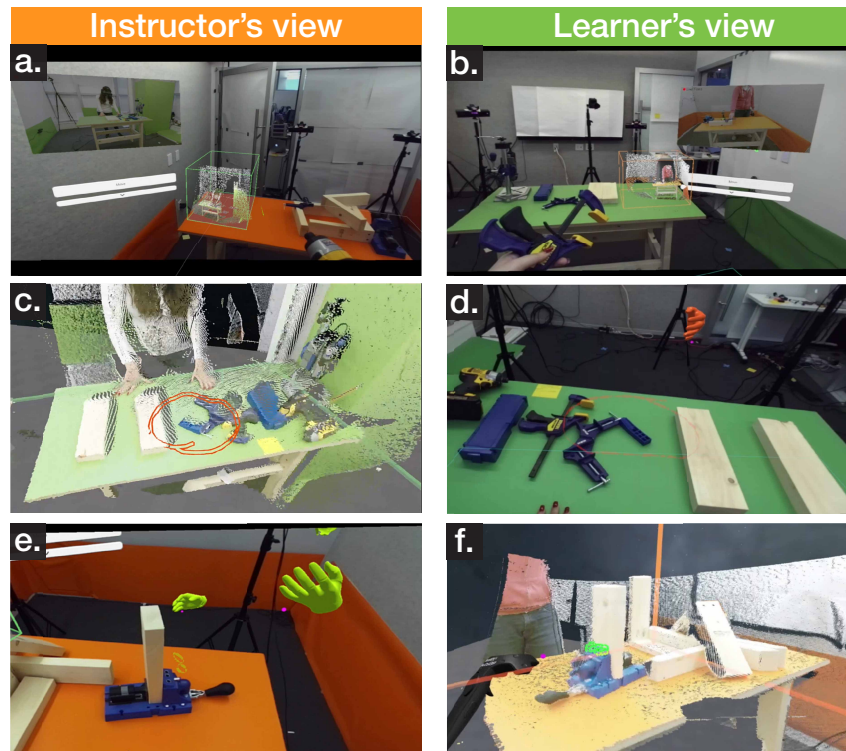 Instructor's view
Learner's view
a.
b.
c.
d.
e.
f.